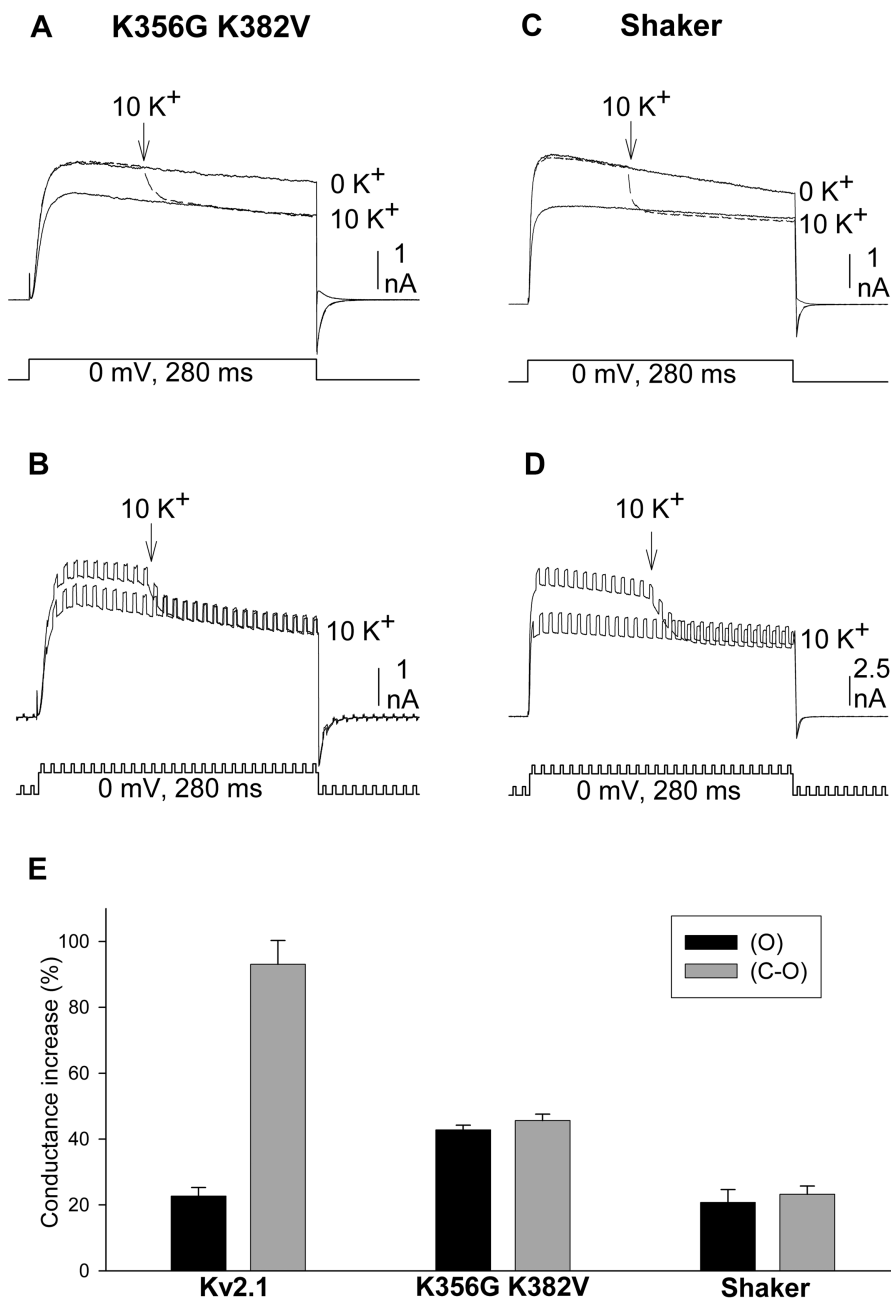 A K356G K382V
10 K+
0 K+
10 K+
1
nA
0 mV, 280 ms
C Shaker
10 K+
0 K+
10 K+
1
nA
0 mV, 280 ms
B
10 K+
10 K+
1
nA
0 mV, 280 ms
D
10 K+
10 K+
2.5
nA
0 mV, 280 ms
E
Conductance increase (%)
100
80
60
40
20
0
(O)
(C-O)
Kv2.1 K356G K382V Shaker